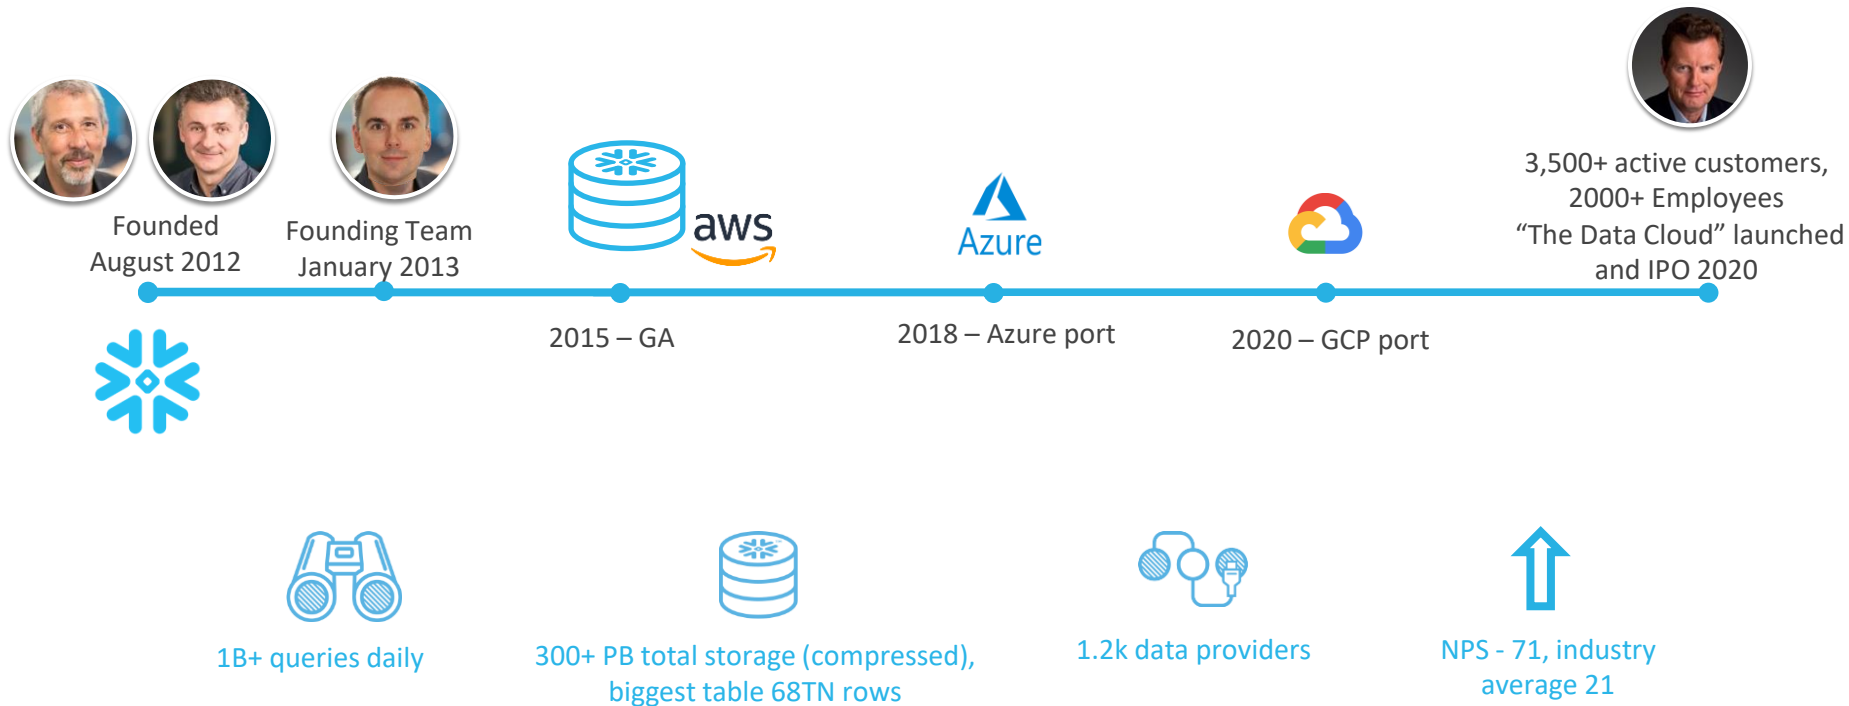 Founded
August 2012
Founding Team
January 2013
aws
Azure
3,500+ active customers,
2000+ Employees
“The Data Cloud” launched
and IPO 2020
2015 – GA
2018 – Azure port
2020 – GCP port
1B+ queries daily
300+ PB total storage (compressed),
biggest table 68TN rows
1.2k data providers
NPS - 71, industry
average 21